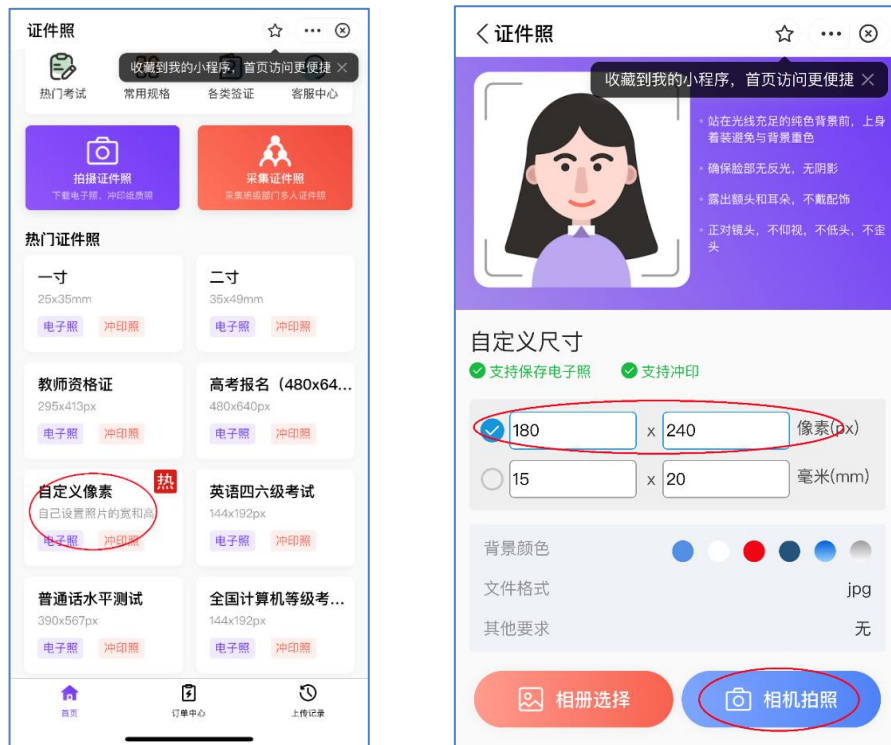 证件照
收藏到我的小程序，首页访问更便捷
热门考试
常用规格
各类签证
客服中心
拍摄证件照
下载电子照、冲印纸质照
采集证件照
采集班级部门多人证件照
热门证件照
一寸
25x35mm
电子照 冲印照
二寸
35x49mm
电子照 冲印照
教师资格证
295x413px
电子照 冲印照
高考报名（480x64...
480x640px
电子照 冲印照
自定义像素
热
自己设置照片的宽和高
电子照 冲印照
英语四六级考试
144x192px
电子照 冲印照
普通话水平测试
390x567px
电子照 冲印照
全国计算机等级考...
144x192px
电子照 冲印照
首页
订单中心
上传记录
证件照
收藏到我的小程序，首页访问更便捷
站在光线充足的纯色背景前，上身
着装避免与背景重色
确保脸部无反光，无阴影
露出额头和耳朵，不戴配饰
正对镜头，不仰视，不低头，不歪
头
自定义尺寸
支持保存电子照 支持冲印
180 x 240 像素(px)
15 x 20 毫米(mm)
背景颜色
文件格式 jpg
其他要求 无
相册选择
相机拍照